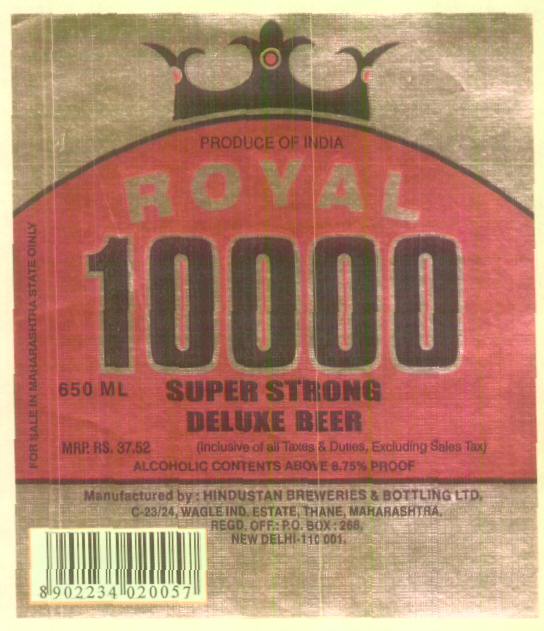 PRODUCE OF INDIA
ROYAL
10000
650 ML
SUPER STRONG
DELUXE BEER
MRP. RS. 37.52
(Inclusive of all Taxes & Duties, Excluding Sales Tax)
ALCOHOLIC CONTENTS ABOVE 8.75% PROOF
FOR SALE IN MAHARASHTRA STATE OINLY
Manufactured by : HINDUSTAN BREWERIES & BOTTLING LTD.
C-23/24, WAGLE IND. ESTATE, THANE, MAHARASHTRA.
REGD. OFF.: P.O. BOX : 268,
NEW DELHI-110 001.
8 902234 020057